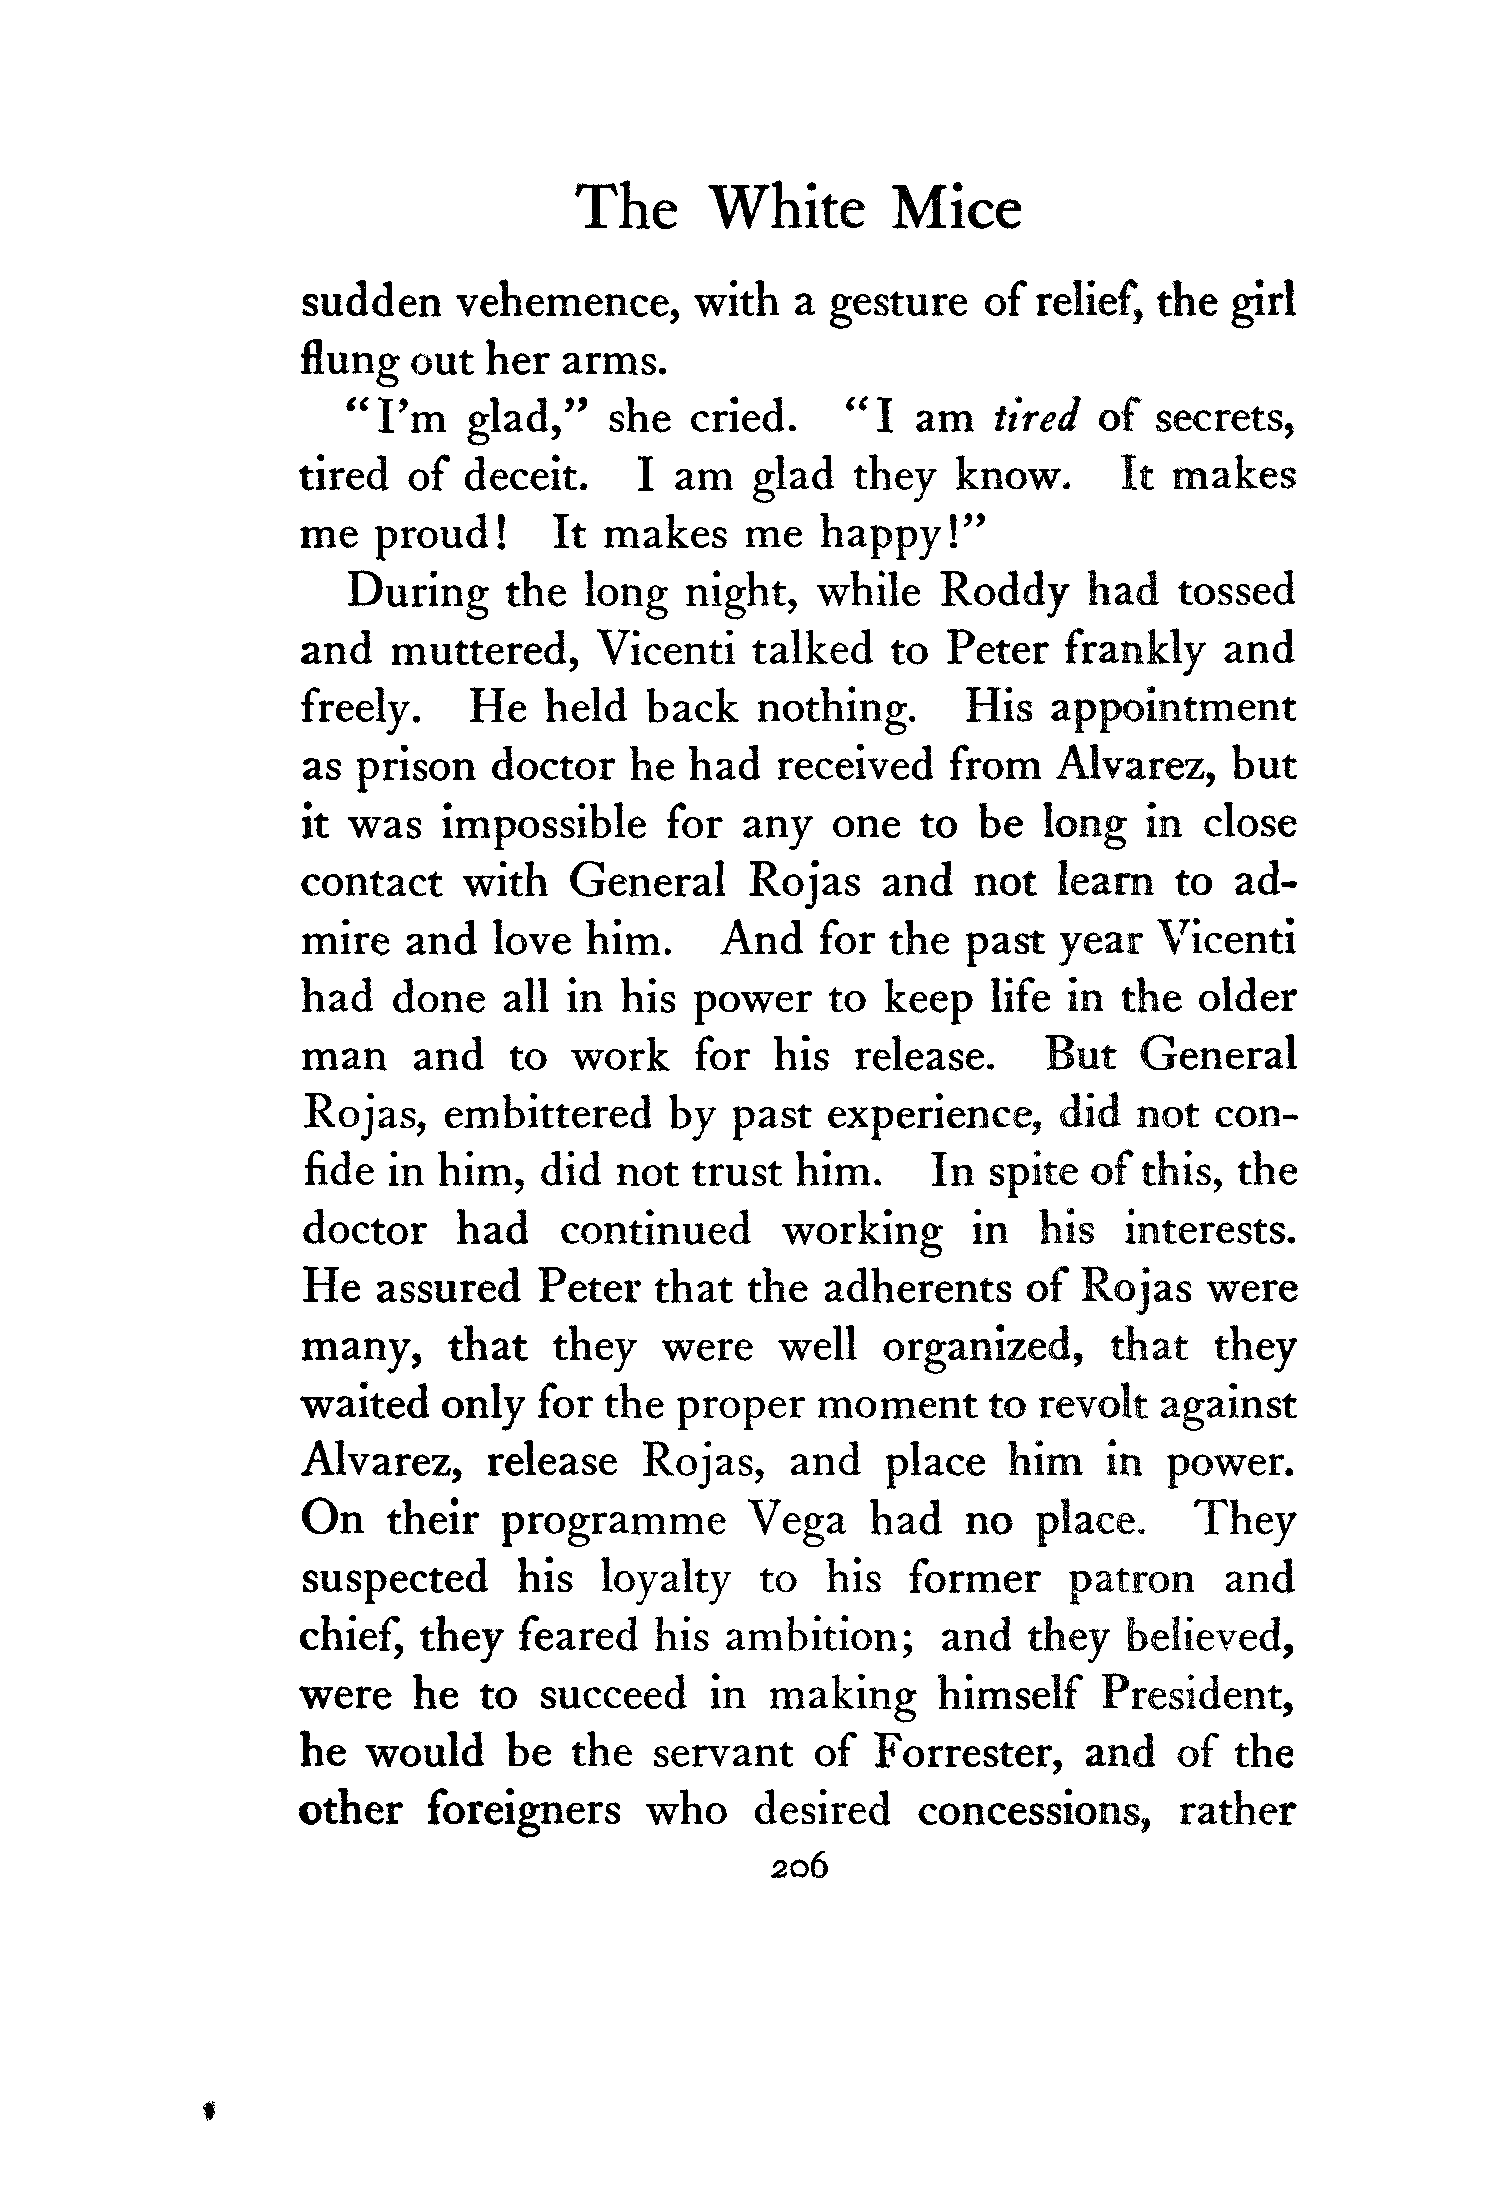 The White Mice
sudden vehemence, with a gesture of relief, the girl
flung out her arms.
"I'm glad," she cried. "I am tired of secrets,
tired of deceit. I am glad they know. It makes
me proud! It makes me happy!"
During the long night, while Roddy had tossed
and muttered, Vicenti talked to Peter frankly and
freely. He held back nothing. His appointment
as prison doctor he had received from Alvarez, but
it was impossible for any one to be long in close
contact with General Rojas and not learn to ad-
mire and love him. And for the past year Vicenti
had done all in his power to keep life in the older
man and to work for his release. But General
Rojas, embittered by past experience, did not con-
fide in him, did not trust him. In spite of this, the
doctor had continued working in his interests.
He assured Peter that the adherents of Rojas were
many, that they were well organized, that they
waited only for the proper moment to revolt against
Alvarez, release Rojas, and place him in power.
On their programme Vega had no place. They
suspected his loyalty to his former patron and
chief, they feared his ambition; and they believed,
were he to succeed in making himself President,
he would be the servant of Forrester, and of the
other foreigners who desired concessions, rather
206